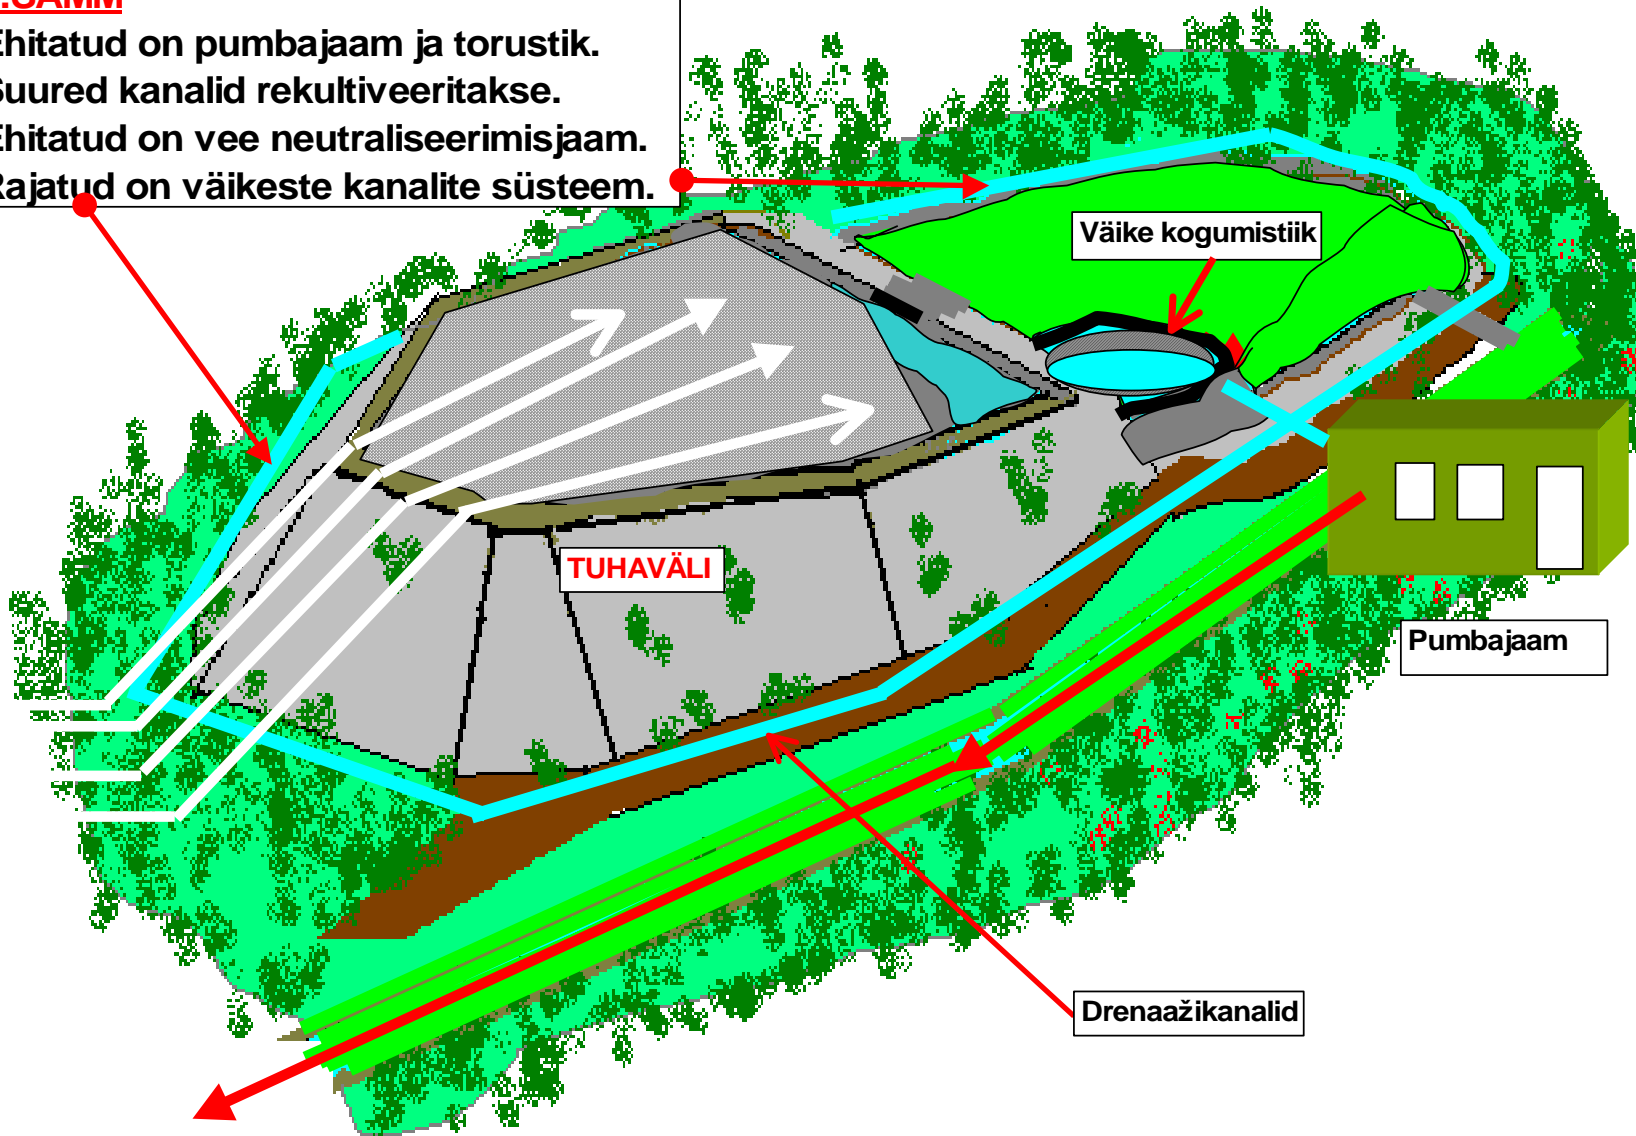 .SAMM
Ehitatud on pumbajaam ja torustik.
Suured kanalid rekultiveeritakse.
Ehitatud on vee neutraliseerimisjaam.
Rajatud on väikeste kanalite süsteem.
Väike kogumistiik
TUHAVÄLI
Pumbajaam
Drenaažikanalid